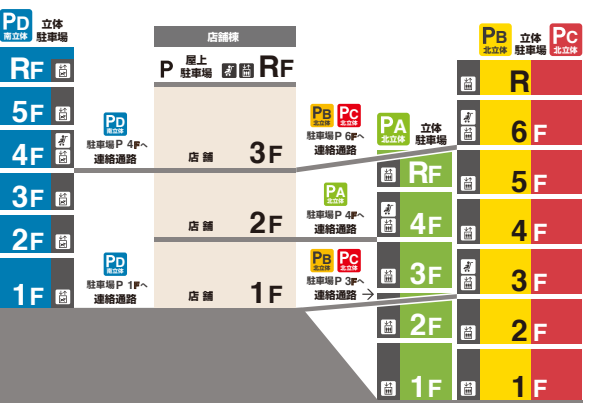 PD
南立体
立体
駐車場
RF
5F
4F
3F
2F
1F
PD
南立体
駐車場P 4Fへ
連絡通路
PD
南立体
駐車場P 1Fへ
連絡通路
店舗棟
P 屋上
駐車場
RF
店舗 3F
店舗 2F
店舗 1F
PB
北立体
PC
北立体
駐車場P 6Fへ
連絡通路
PA
北立体
駐車場P 4Fへ
連絡通路
PB
北立体
PC
北立体
駐車場P 3Fへ
連絡通路 →
PA
北立体
立体
駐車場
RF
4F
3F
2F
1F
PB
北立体
立体
駐車場
PC
北立体
R
6F
5F
4F
3F
2F
1F